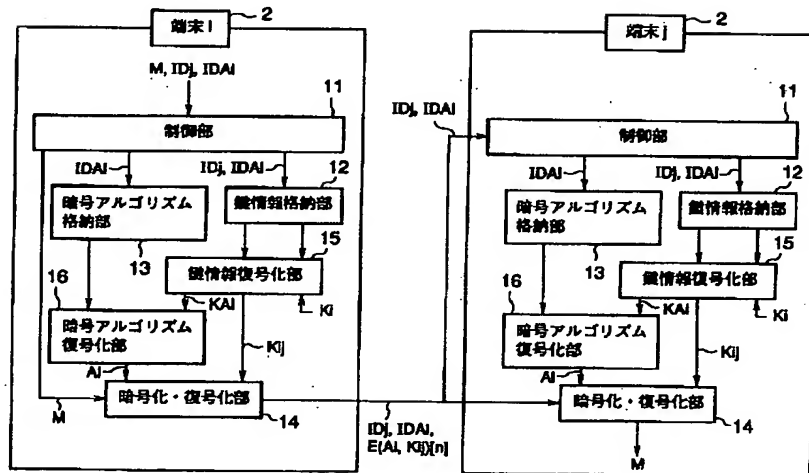 端末 i
2
M, IDj, IDAi
11
制御部
IDAi
IDj, IDAi
12
暗号アルゴリズム
格納部
鍵情報格納部
13
15
鍵情報復号化部
16
KAi
Ki
暗号アルゴリズム
復号化部
Kij
Ai
暗号化・復号化部
M
14
IDj, IDAi,
E(Ai, Kij)[n]
端末 j
2
IDj, IDAi
11
制御部
IDAi
IDj, IDAi
12
暗号アルゴリズム
格納部
鍵情報格納部
13
15
鍵情報復号化部
16
KAi
Ki
暗号アルゴリズム
復号化部
Kij
Ai
暗号化・復号化部
14
M